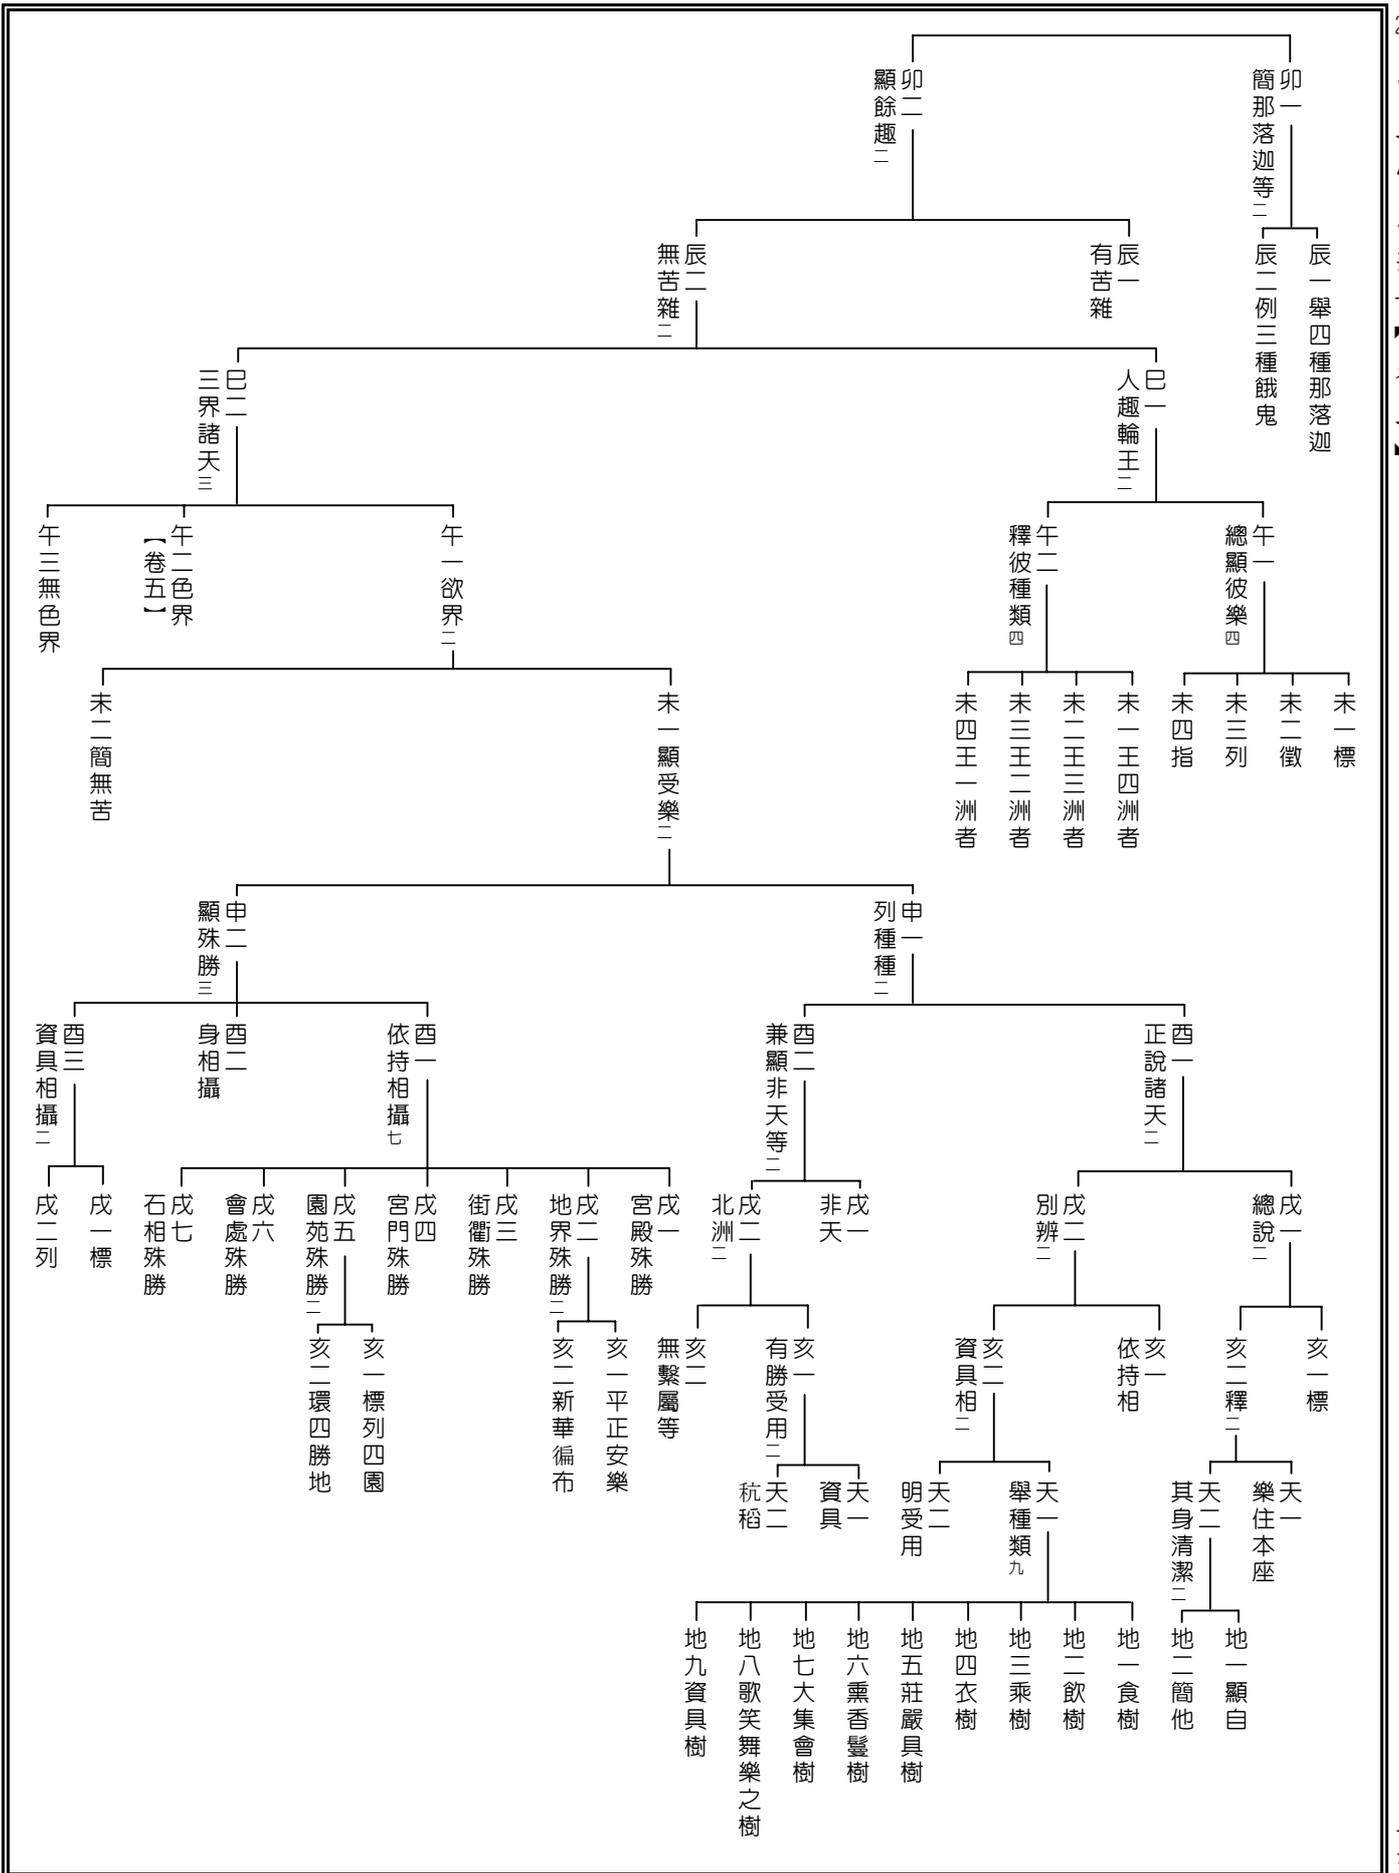 卯一
簡那落迦等二
辰一舉四種那落迦
辰二例三種餓鬼
卯二
顯餘趣二
辰一
有苦雜
辰二
無苦雜二
巳一
人趣輪王二
午一
總顯彼樂四
未一標
未二徵
未三列
未四指
午二
釋彼種類四
未一王四洲者
未二王三洲者
未三王二洲者
未四王一洲者
巳二
三界諸天三
午一欲界二
未一顯受樂二
申一
列種種二
酉一
正說諸天二
戌一
總說二
亥一標
亥二釋二
天一
樂住本座
天二
其身清潔二
地一顯自
地二簡他
戌二
別辨二
亥一
依持相
亥二
資具相二
天一
舉種類九
地一食樹
地二飲樹
地三乘樹
地四衣樹
地五莊嚴具樹
地六熏香鬘樹
地七大集會樹
地八歌笑舞樂之樹
地九資具樹
天二
明受用
酉二
兼顯非天等二
戌一
非天
戌二
北洲二
亥一
有勝受用二
天一
資具
天二
秔稻
亥二
無繫屬等
申二
顯殊勝三
酉一
依持相攝七
戌一
宮殿殊勝
戌二
地界殊勝二
亥一平正安樂
亥二新華徧布
戌三
街衢殊勝
戌四
宮門殊勝
戌五
園苑殊勝二
亥一標列四園
亥二環四勝地
戌六
會處殊勝
戌七
石相殊勝
酉二
身相攝
酉三
資具相攝二
戌一標
戌二列
未二簡無苦
午二色界
【卷五】
午三無色界